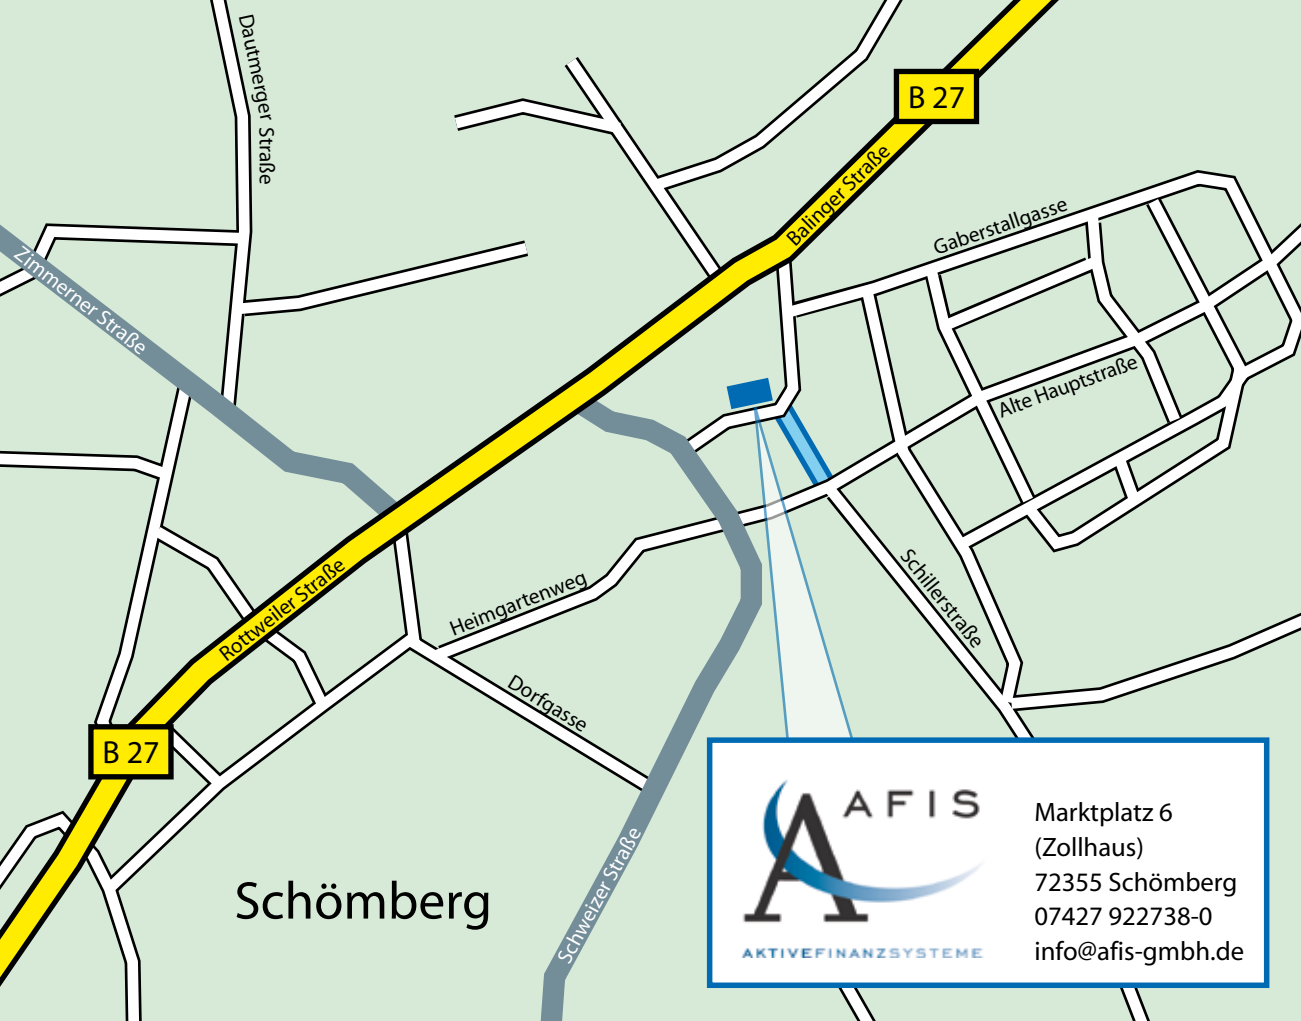 Dautmerger Straße
B 27
Balinger Straße
Gaberstallgasse
Zimmerner Straße
Alte Hauptstraße
Rottweiler Straße
Heimgartenweg
Schillerstraße
Dorfgasse
B 27
Schweizer Straße
Schömberg
AFIS
A
AKTIVEFINANZSYSTEME
Marktplatz 6
(Zollhaus)
72355 Schömberg
07427 922738-0
info@afis-gmbh.de